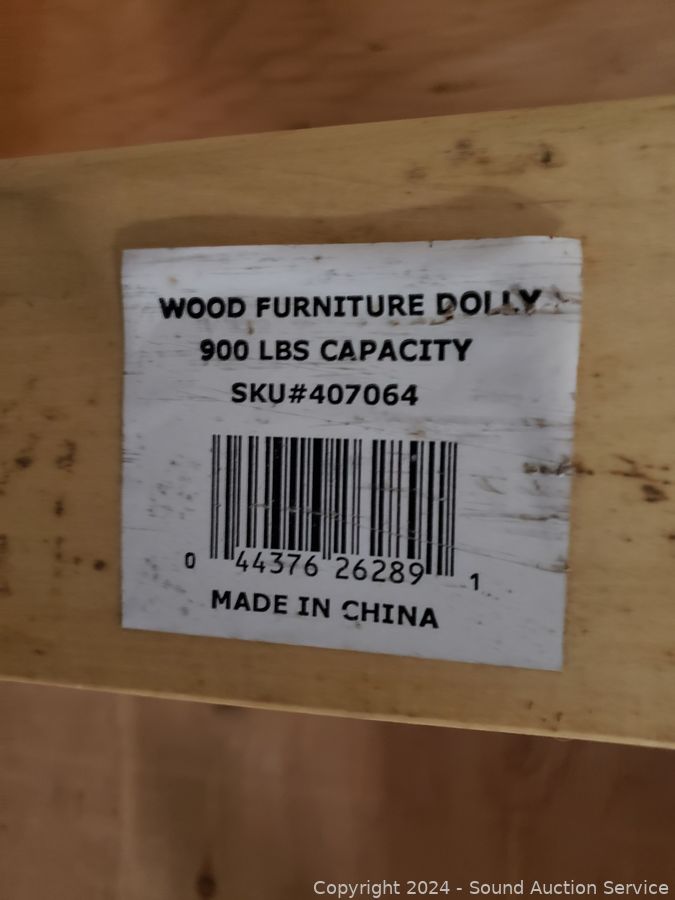 WOOD FURNITURE DOLLY
900 LBS CAPACITY
SKU#407064
0 44376 26289 1
MADE IN CHINA
Copyright 2024 - Sound Auction Service